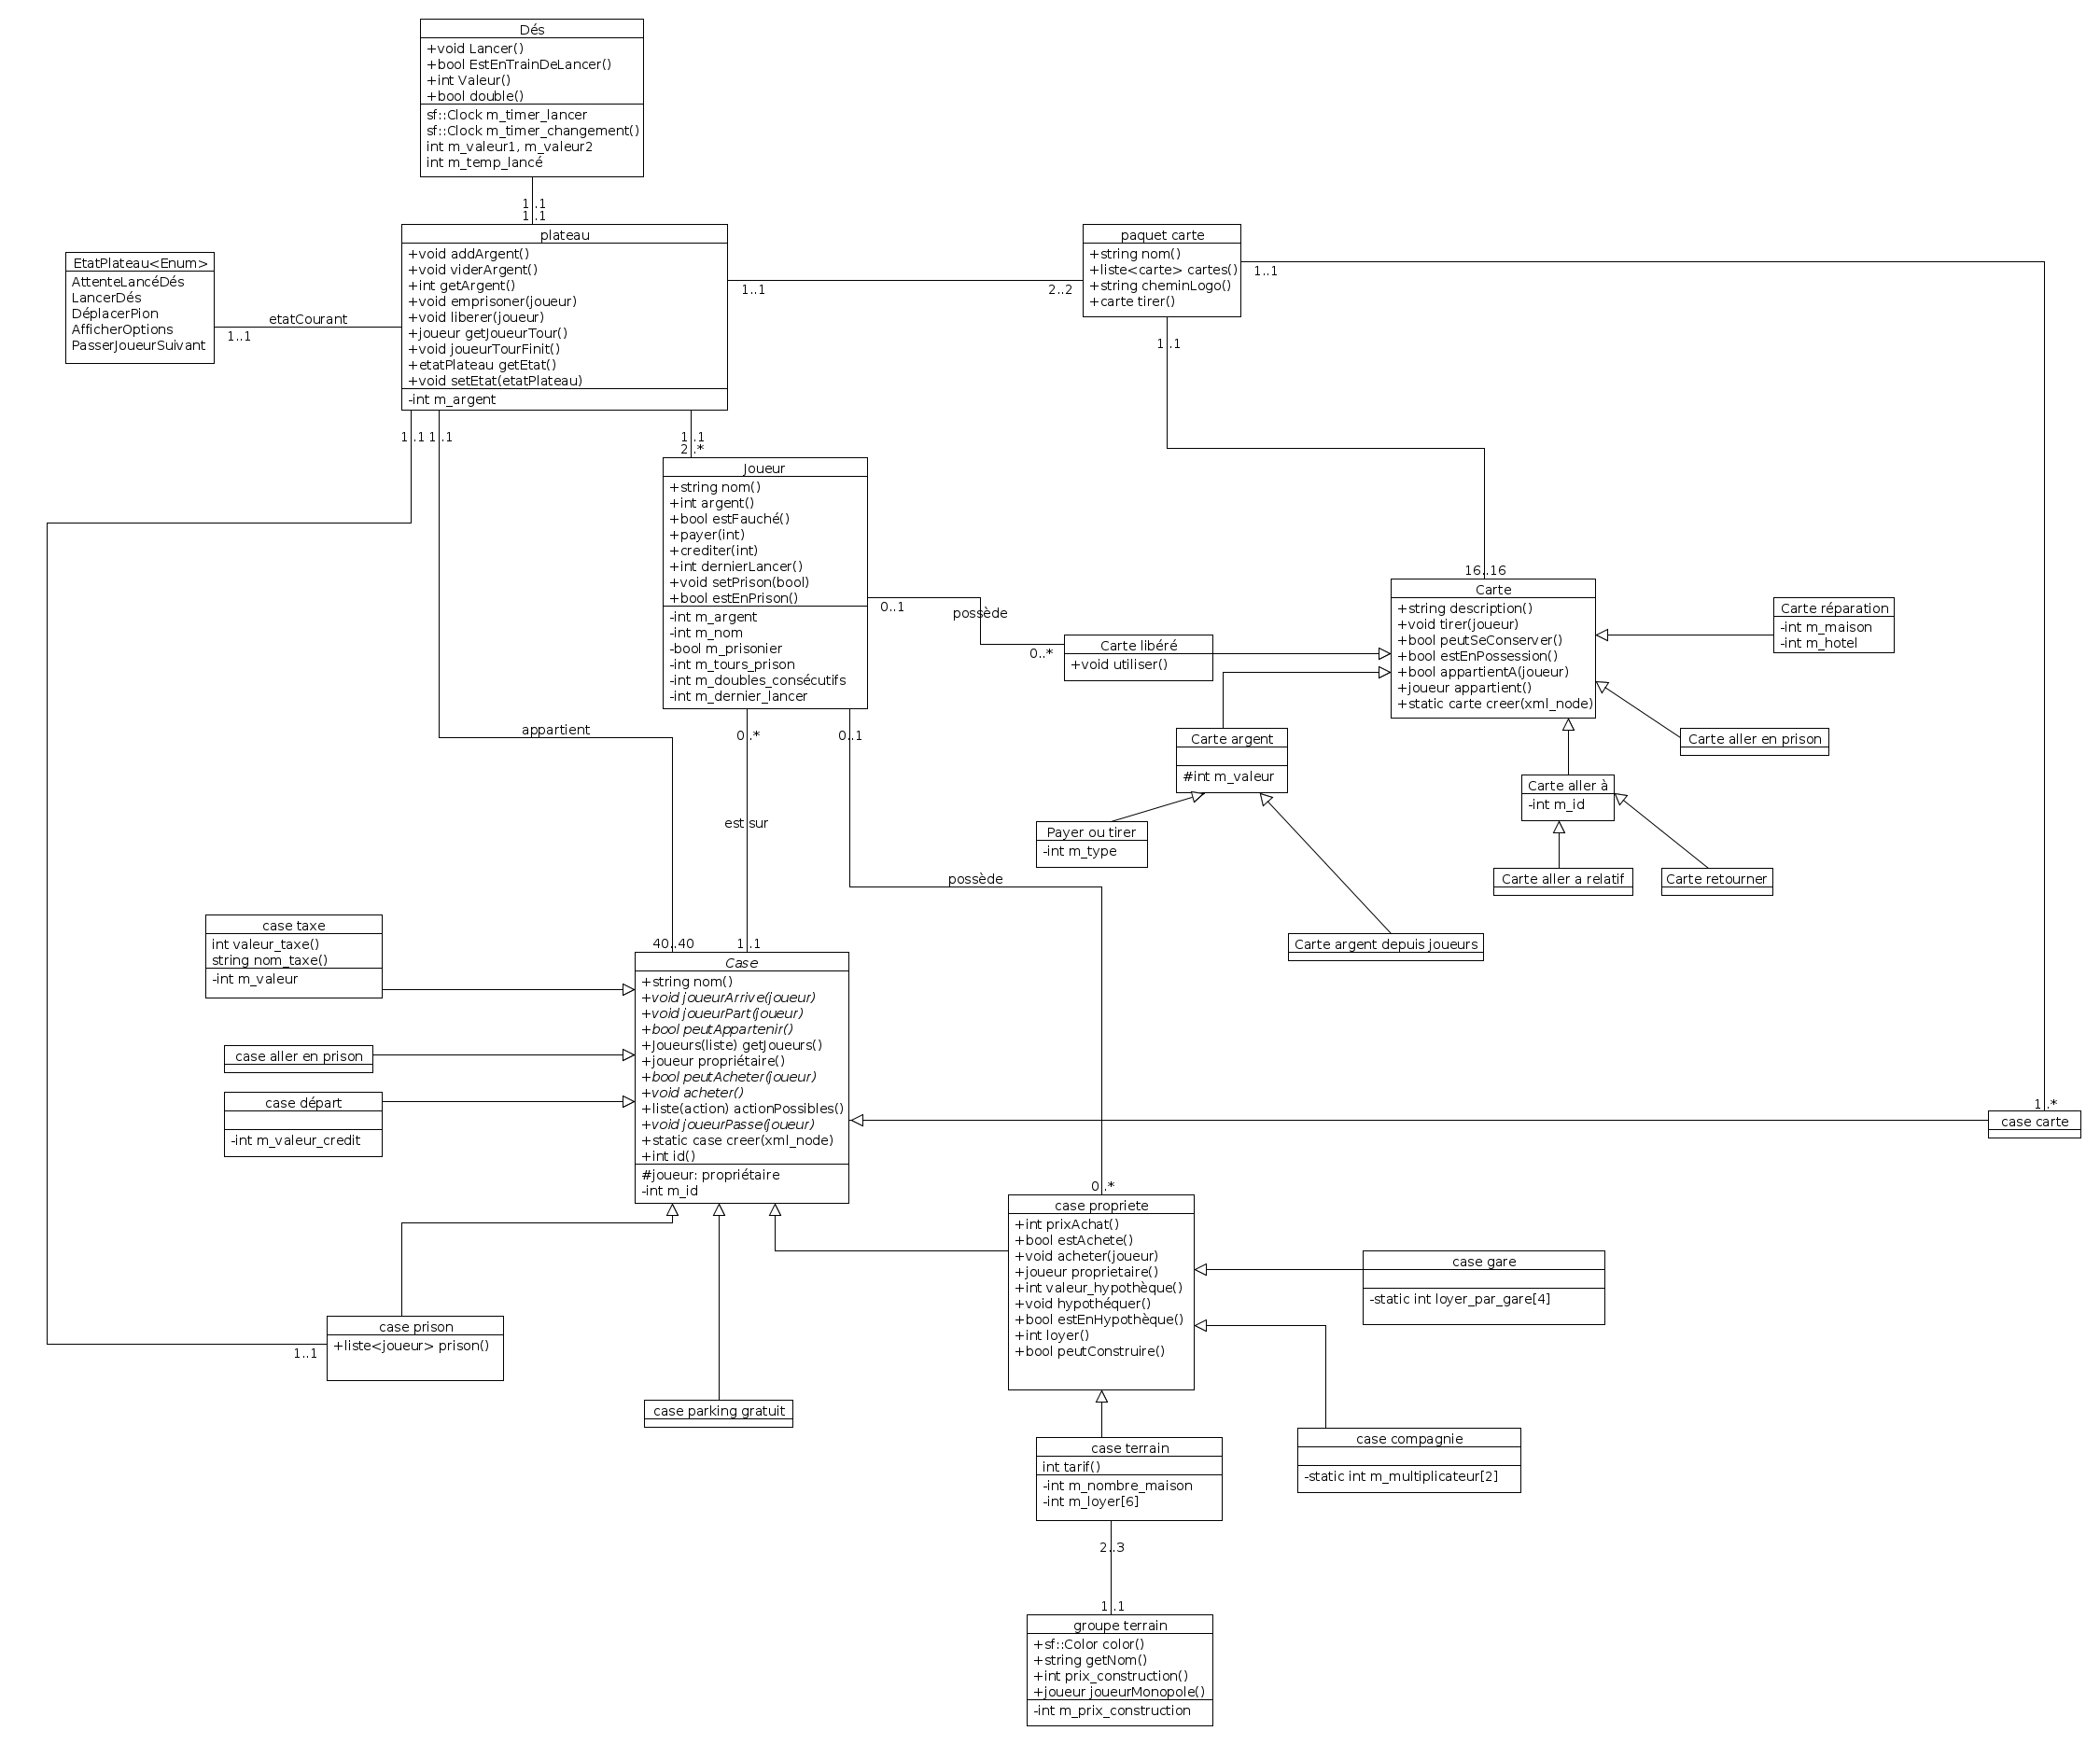 Dés
+void Lancer()
+bool EstEnTrainDeLancer()
+int Valeur()
+bool double()
sf::Clock m_timer_lancer
sf::Clock m_timer_changement()
int m_valeur1, m_valeur2
int m_temp_lancé
1..1
1..1
plateau
+void addArgent()
+void viderArgent()
+int getArgent()
+void emprisoner(joueur)
+void liberer(joueur)
+joueur getJoueurTour()
+void joueurTourFinit()
+etatPlateau getEtat()
+void setEtat(etatPlateau)
-int m_argent
EtatPlateau<Enum>
AttenteLancéDés
LancerDés
DéplacerPion
AfficherOptions
PasserJoueurSuivant
etatCourant
1..1
1..1
2..2
paquet carte
+string nom()
+liste<carte> cartes()
+string cheminLogo()
+carte tirer()
1..1
1..1
1..1
1..1
1..1
2..*
Joueur
+string nom()
+int argent()
+bool estFauché()
+payer(int)
+crediter(int)
+int dernierLancer()
+void setPrison(bool)
+bool estEnPrison()
-int m_argent
-int m_nom
-bool m_prisonier
-int m_tours_prison
-int m_doubles_consécutifs
-int m_dernier_lancer
0..1
possède
0..*
Carte libéré
+void utiliser()
16..16
Carte
+string description()
+void tirer(joueur)
+bool peutSeConserver()
+bool estEnPossession()
+bool appartientA(joueur)
+joueur appartient()
+static carte creer(xml_node)
Carte réparation
-int m_maison
-int m_hotel
Carte aller en prison
Carte argent
#int m_valeur
Carte aller à
-int m_id
Payer ou tirer
-int m_type
Carte aller a relatif
Carte retourner
Carte argent depuis joueurs
appartient
0..*
0..1
est sur
possède
40..40
1..1
case taxe
int valeur_taxe()
string nom_taxe()
-int m_valeur
case aller en prison
case départ
-int m_valeur_credit
Case
+string nom()
+void joueurArrive(joueur)
+void joueurPart(joueur)
+bool peutAppartenir()
+Joueurs(liste) getJoueurs()
+joueur propriétaire()
+bool peutAcheter(joueur)
+void acheter()
+liste(action) actionPossibles()
+void joueurPasse(joueur)
+static case creer(xml_node)
+int id()
#joueur: propriétaire
-int m_id
1..*
case carte
0..*
case propriete
+int prixAchat()
+bool estAchete()
+void acheter(joueur)
+joueur proprietaire()
+int valeur_hypothèque()
+void hypothéquer()
+bool estEnHypothèque()
+int loyer()
+bool peutConstruire()
case gare
-static int loyer_par_gare[4]
case prison
+liste<joueur> prison()
1..1
case parking gratuit
case compagnie
-static int m_multiplicateur[2]
case terrain
int tarif()
-int m_nombre_maison
-int m_loyer[6]
2..3
1..1
groupe terrain
+sf::Color color()
+string getNom()
+int prix_construction()
+joueur joueurMonopole()
-int m_prix_construction